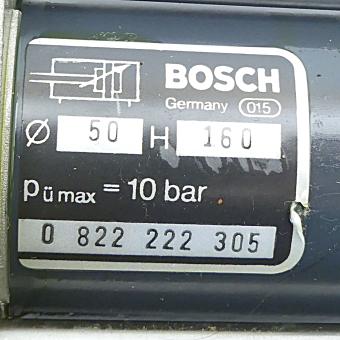 BOSCH
Germany 015
Ø 50 H 160
pü max = 10 bar
0 822 222 305